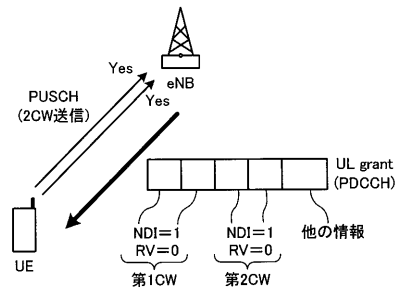 Yes
eNB
PUSCH
(2CW送信)
Yes
UL grant
(PDCCH)
NDI=1
RV=0
NDI=1
RV=0
他の情報
第1CW
第2CW
UE